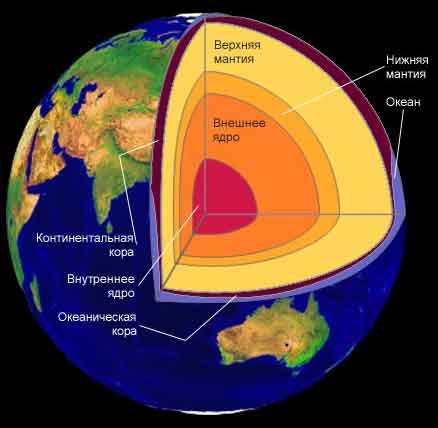 Верхняя
мантия
Нижняя
мантия
Океан
Внешнее
ядро
Континентальная
кора
Внутреннее
ядро
Океаническая
кора